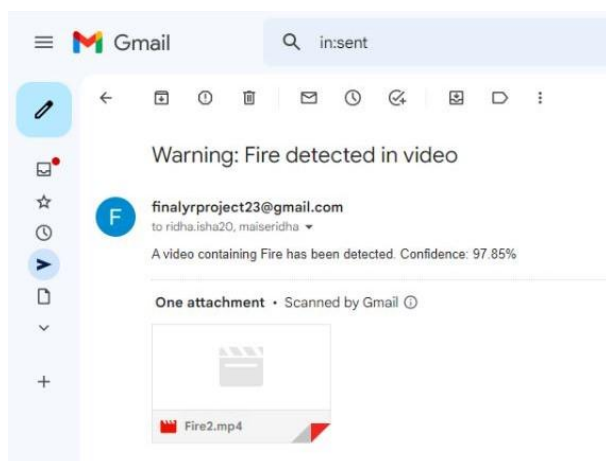 Gmail
in:sent
Warning: Fire detected in video
F
finalyrproject23@gmail.com
to ridha.isha20, maiseridha
A video containing Fire has been detected. Confidence: 97.85%
One attachment • Scanned by Gmail
Fire2.mp4